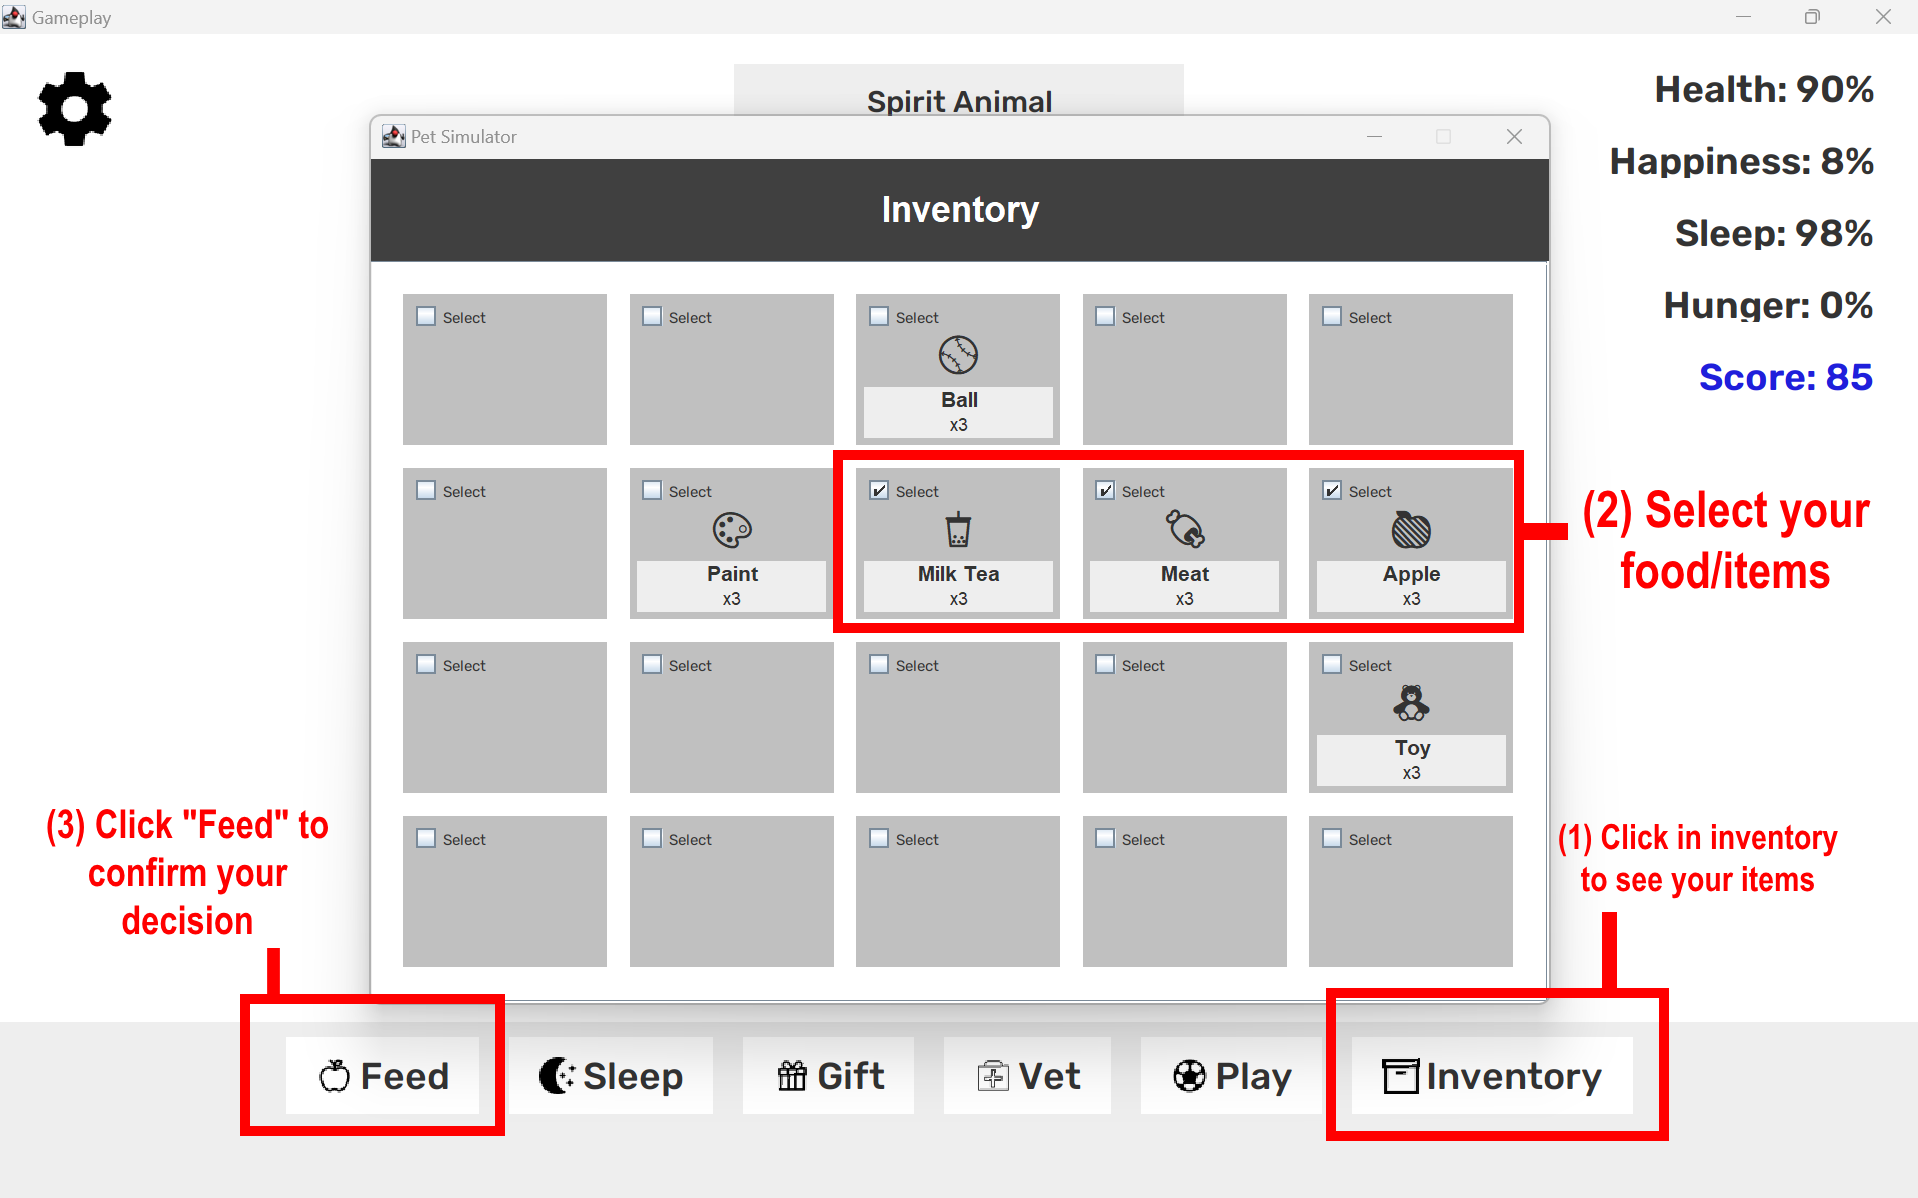 Gameplay
Spirit Animal
Health: 90%
Happiness: 8%
Sleep: 98%
Hunger: 0%
Score: 85
Pet Simulator
Inventory
Select Select Select Select Select
Ball
x3
Select Select Select Select Select
Paint Milk Tea Meat Apple
x3 x3 x3 x3
Select Select Select Select Select
Toy
x3
Select Select Select Select Select
(2) Select your
food/items
(3) Click "Feed" to
confirm your
decision
(1) Click in inventory
to see your items
Feed Sleep Gift Vet Play Inventory